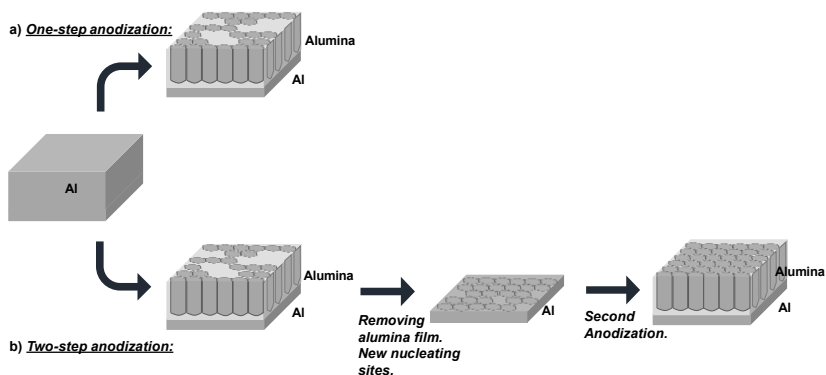 a) One-step anodization:
Alumina
Al
Al
Alumina
Al
b) Two-step anodization:
Removing
alumina film.
New nucleating
sites.
Al
Second
Anodization.
Alumina
Al